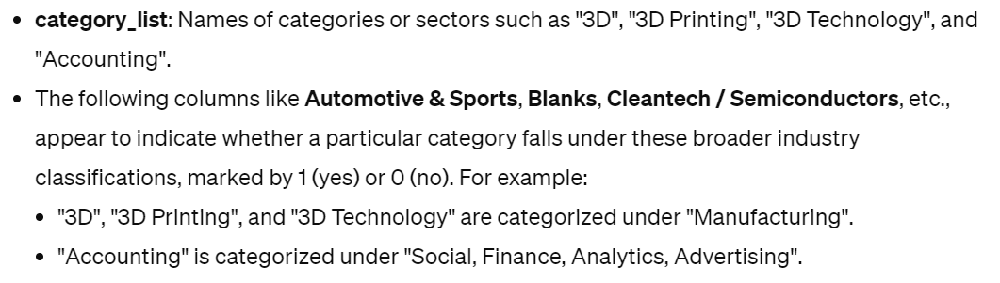 • category_list: Names of categories or sectors such as "3D", "3D Printing", "3D Technology", and
"Accounting".
• The following columns like Automotive & Sports, Blanks, Cleantech / Semiconductors, etc.,
appear to indicate whether a particular category falls under these broader industry
classifications, marked by 1 (yes) or 0 (no). For example:
• "3D", "3D Printing", and "3D Technology" are categorized under "Manufacturing".
• "Accounting" is categorized under "Social, Finance, Analytics, Advertising".